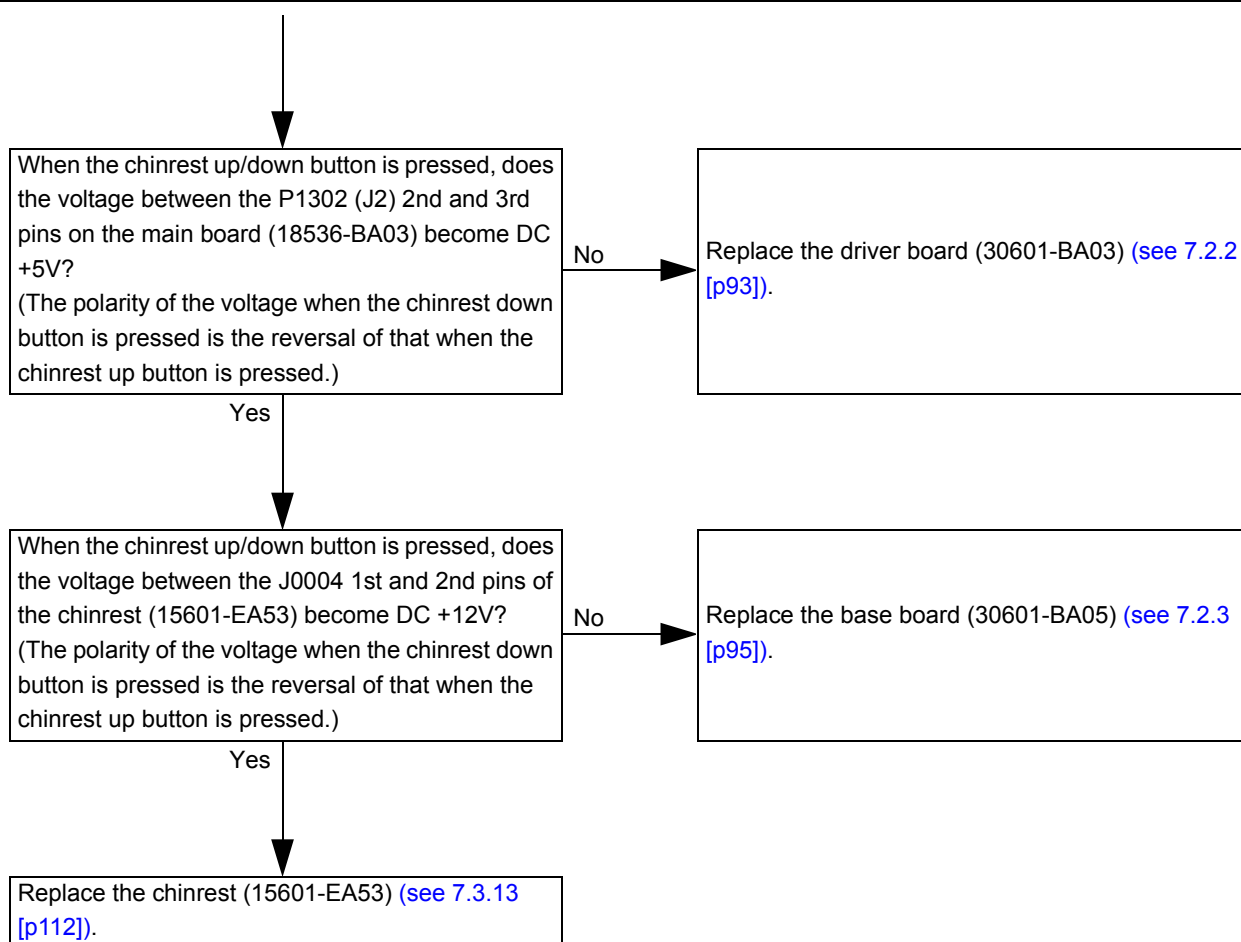 When the chinrest up/down button is pressed, does
the voltage between the P1302 (J2) 2nd and 3rd
pins on the main board (18536-BA03) become DC
+5V?
(The polarity of the voltage when the chinrest down
button is pressed is the reversal of that when the
chinrest up button is pressed.)
No
Replace the driver board (30601-BA03) (see 7.2.2
[p93]).
Yes
When the chinrest up/down button is pressed, does
the voltage between the J0004 1st and 2nd pins of
the chinrest (15601-EA53) become DC +12V?
(The polarity of the voltage when the chinrest down
button is pressed is the reversal of that when the
chinrest up button is pressed.)
No
Replace the base board (30601-BA05) (see 7.2.3
[p95]).
Yes
Replace the chinrest (15601-EA53) (see 7.3.13
[p112]).